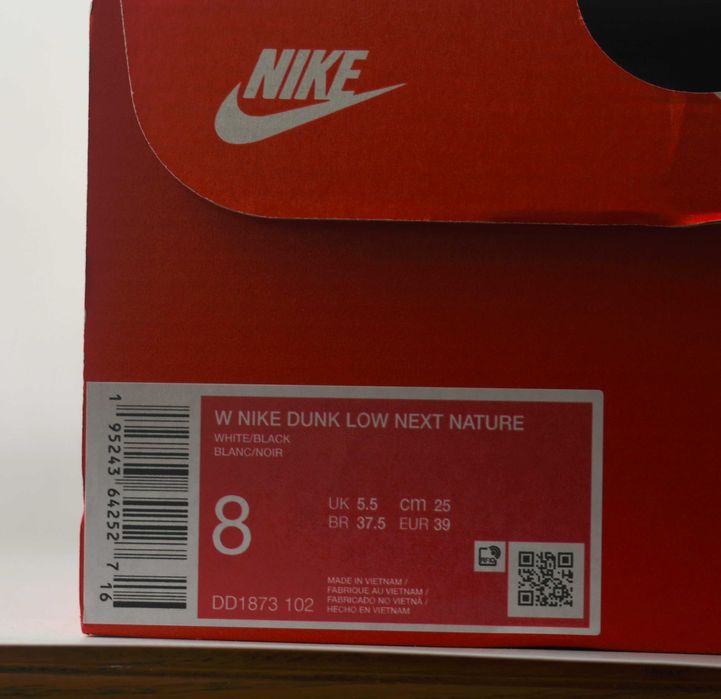 NIKE
W NIKE DUNK LOW NEXT NATURE
WHITE/BLACK
BLANC/NOIR
8
UK 5.5 cm 25
BR 37.5 EUR 39
RFID
DD1873 102
MADE IN VIETNAM /
FABRIQUE AU VIETNAM /
FABRICADO NO VIETNÃ /
HECHO EN VIETNAM
1 95243 64252 7 16